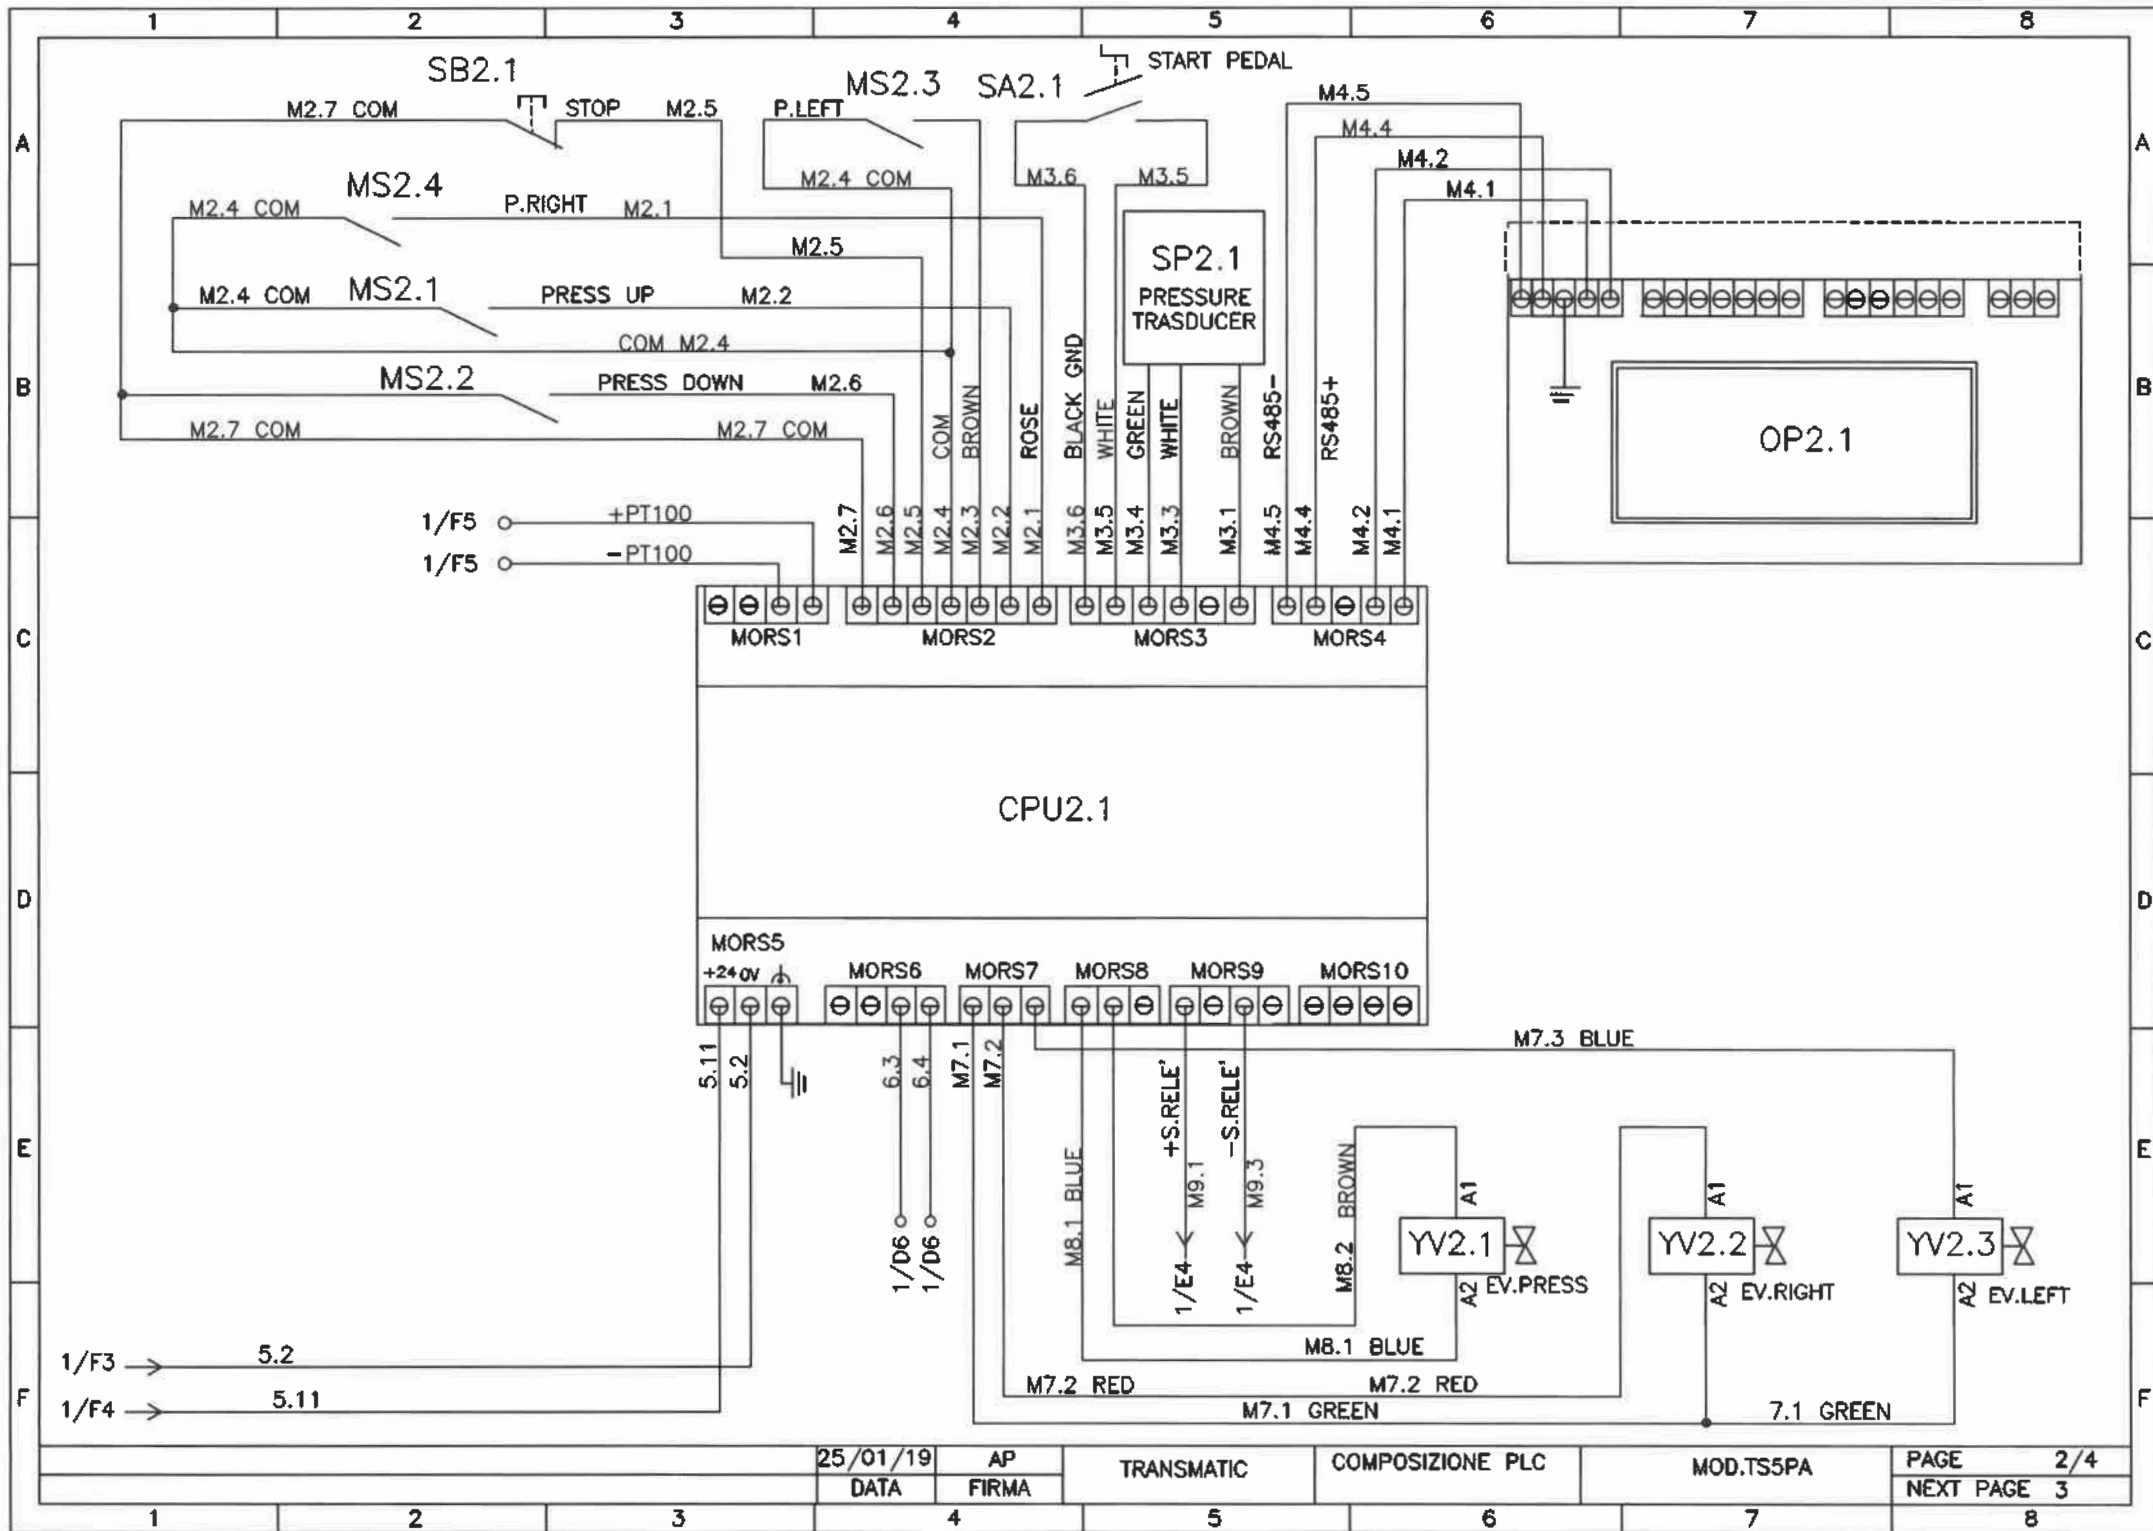 1 2 3 4 5 6 7 8
A
B
C
D
E
F
A
B
C
D
E
F
SB2.1
M2.7 COM
STOP
M2.5
P.LEFT
MS2.3
SA2.1
START PEDAL
M2.4 COM
M3.6
M3.5
M4.5
M4.4
M4.2
M4.1
MS2.4
M2.4 COM
P.RIGHT
M2.1
M2.5
M2.4 COM
MS2.1
PRESS UP
M2.2
COM M2.4
MS2.2
PRESS DOWN
M2.6
M2.7 COM
M2.7 COM
SP2.1
PRESSURE
TRASDUCER
OP2.1
COM
BROWN
ROSE
BLACK GND
WHITE
GREEN
WHITE
BROWN
RS485-
RS485+
1/F5
+PT100
1/F5
-PT100
M2.7
M2.6
M2.5
M2.4
M2.3
M2.2
M2.1
M3.6
M3.5
M3.4
M3.3
M3.1
M4.5
M4.4
M4.2
M4.1
MORS1
MORS2
MORS3
MORS4
CPU2.1
MORS5
+24 0V
MORS6
MORS7
MORS8
MORS9
MORS10
5.11
5.2
6.3
6.4
M7.1
M7.2
M7.3 BLUE
1/D6
1/D6
M8.1 BLUE
+S.RELE'
M9.1
1/E4
-S.RELE'
M9.3
1/E4
M8.2 BROWN
A1
YV2.1
A2
EV.PRESS
A1
YV2.2
A2
EV.RIGHT
A1
YV2.3
A2
EV.LEFT
M8.1 BLUE
1/F3
5.2
1/F4
5.11
M7.2 RED
M7.2 RED
M7.1 GREEN
7.1 GREEN
25/01/19
DATA
AP
FIRMA
TRANSMATIC
COMPOSIZIONE PLC
MOD.TS5PA
PAGE 2/4
NEXT PAGE 3
1 2 3 4 5 6 7 8